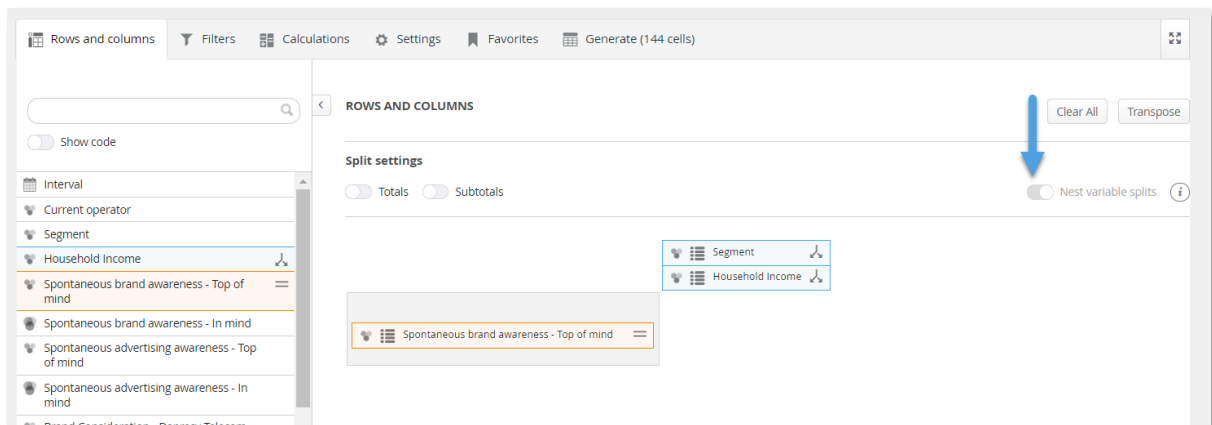 Rows and columns
Filters
Calculations
Settings
Favorites
Generate (144 cells)
Show code
Interval
Current operator
Segment
Household Income
Spontaneous brand awareness - Top of
mind
Spontaneous brand awareness - In mind
Spontaneous advertising awareness - Top
of mind
Spontaneous advertising awareness - In
mind
ROWS AND COLUMNS
Clear All
Transpose
Split settings
Totals
Subtotals
Nest variable splits
i
Segment
Household Income
Spontaneous brand awareness - Top of mind